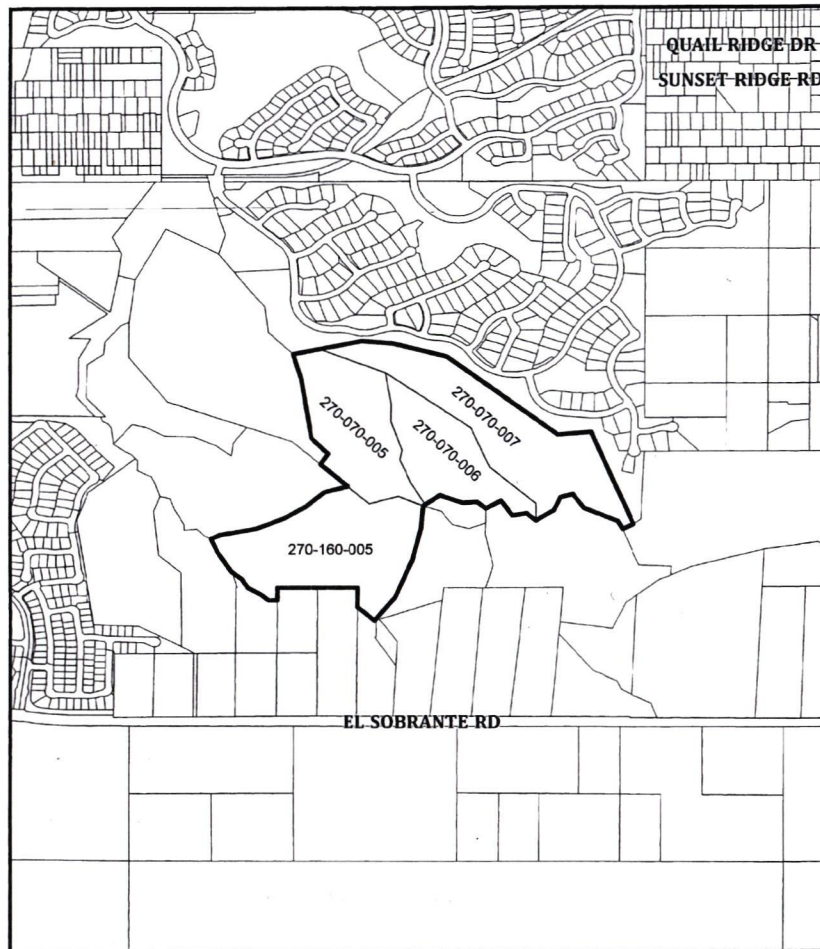 QUAIL RIDGE DR
SUNSET RIDGE RD
270-070-007
270-070-005
270-070-006
270-160-005
EL SOBRANTE RD